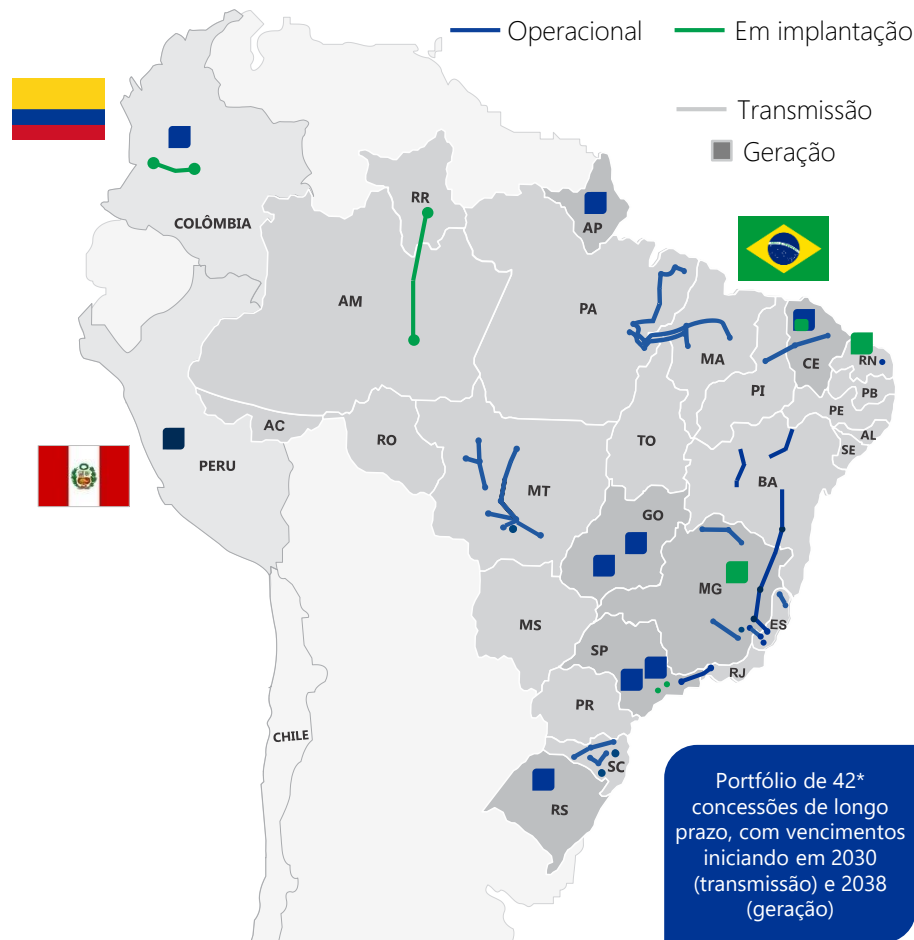 Operacional
Em implantação
Transmissão
Geração
COLÔMBIA
RR
AP
AM
PA
MA
CE
RN
PI
PB
PE
AL
SE
AC
RO
TO
PERU
MT
BA
GO
MG
ES
MS
SP
RJ
PR
CHILE
SC
RS
Portfólio de 42*
concessões de longo
prazo, com vencimentos
iniciando em 2030
(transmissão) e 2038
(geração)